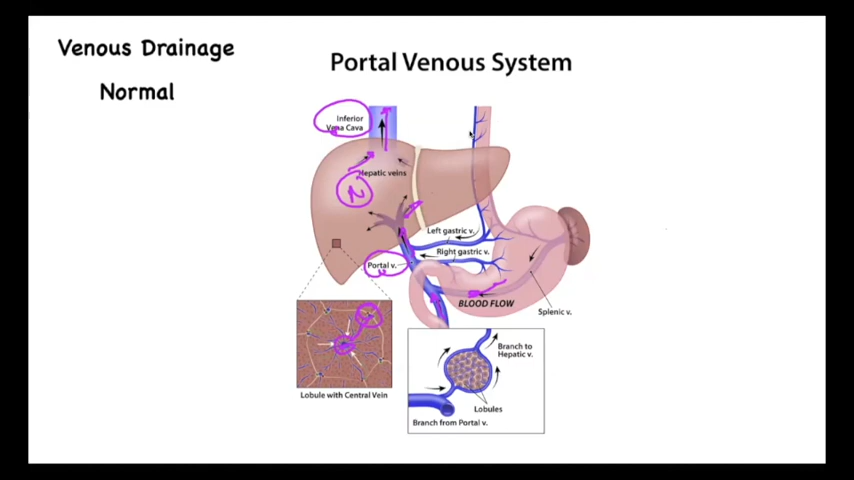 Venous Drainage
Normal
Portal Venous System
Inferior
Vena Cava
Hepatic veins
2
Left gastric v.
Right gastric v.
Portal v.
BLOOD FLOW
Splenic v.
Lobule with Central Vein
Branch to
Hepatic v.
Lobules
Branch from Portal v.